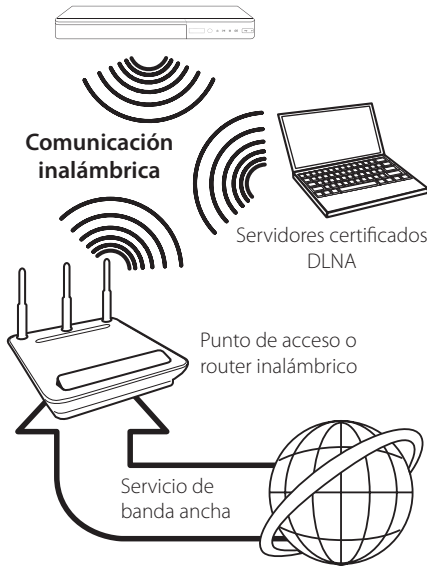 Comunicación
inalámbrica
Servidores certificados
DLNA
Punto de acceso o
router inalámbrico
Servicio de
banda ancha